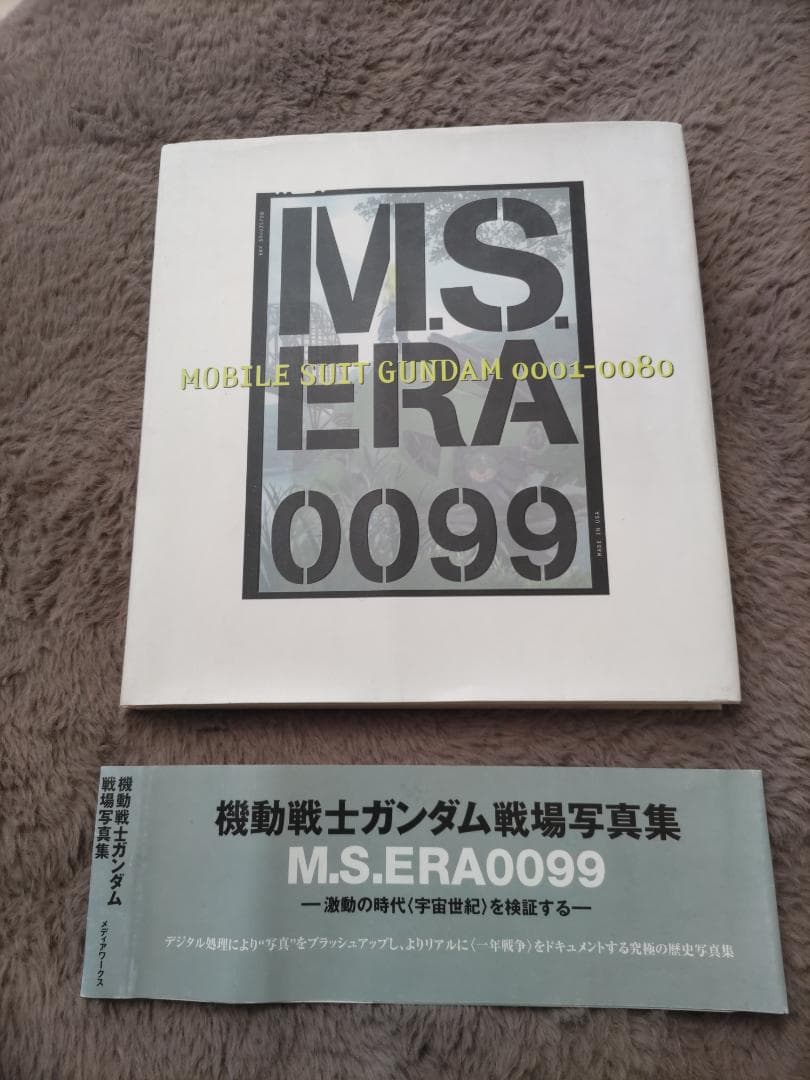 M.S.
ERA
MOBILE SUIT GUNDAM 0001-0080
0099
MADE IN USA
機動戦士ガンダム
戦場写真集
メディアワークス
機動戦士ガンダム戦場写真集
M.S.ERA0099
―激動の時代〈宇宙世紀〉を検証する―
デジタル処理により“写真”をブラッシュアップし、よりリアルに〈一年戦争〉をドキュメントする究極の歴史写真集